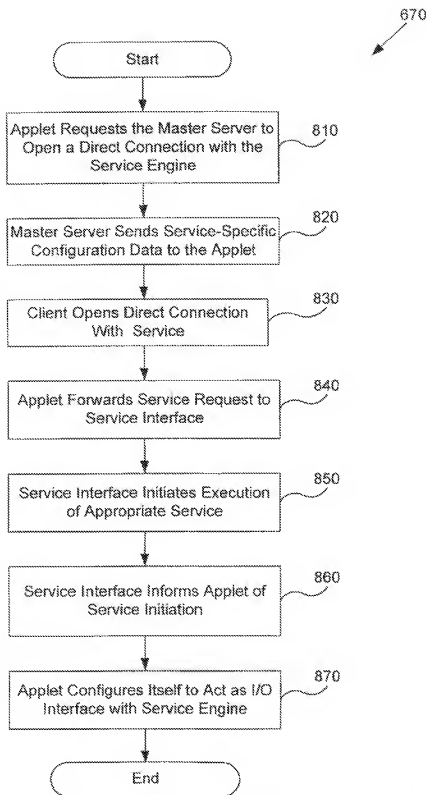 670
Start
Applet Requests the Master Server to
Open a Direct Connection with the
Service Engine
810
Master Server Sends Service-Specific
Configuration Data to the Applet
820
Client Opens Direct Connection
With Service
830
Applet Forwards Service Request to
Service Interface
840
Service Interface Initiates Execution
of Appropriate Service
850
Service Interface Informs Applet of
Service Initiation
860
Applet Configures Itself to Act as I/O
Interface with Service Engine
870
End